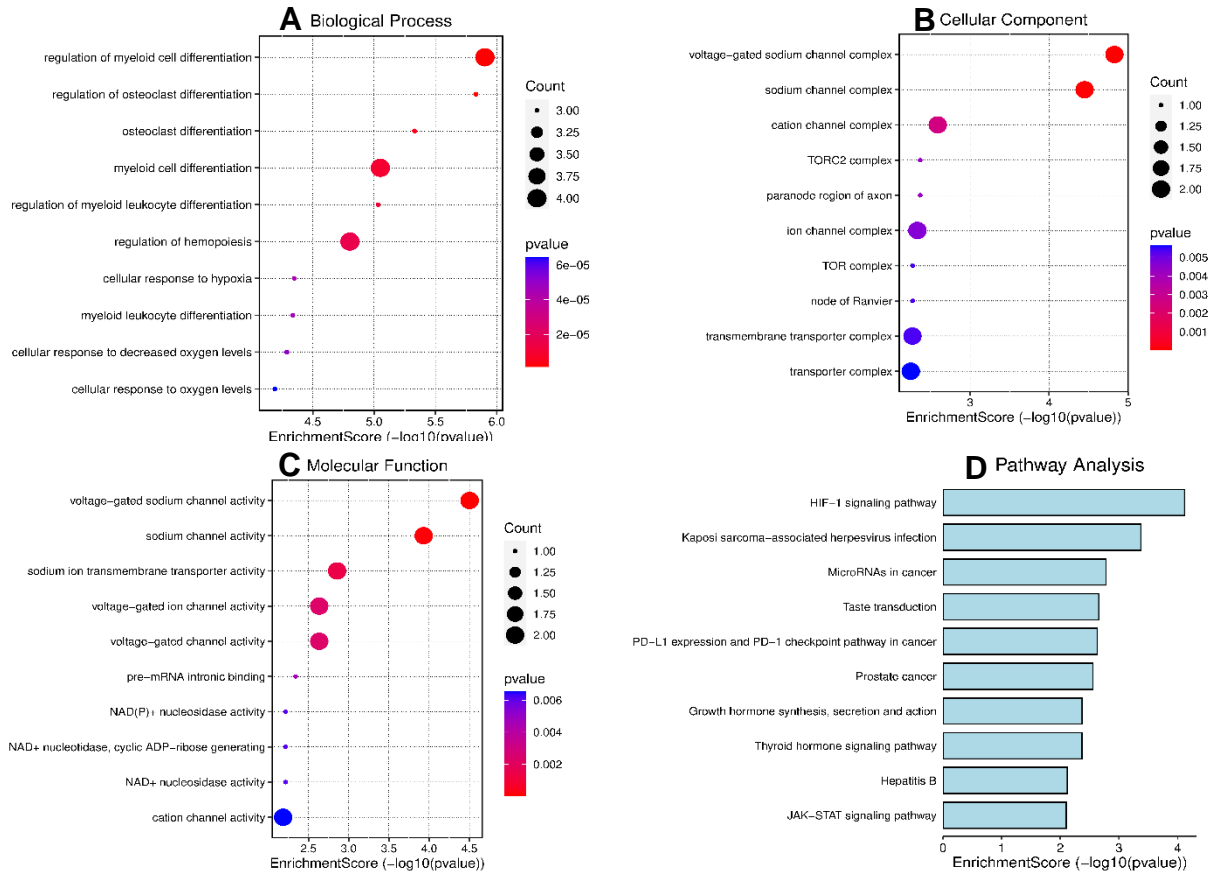 A Biological Process
regulation of myeloid cell differentiation
regulation of osteoclast differentiation
osteoclast differentiation
myeloid cell differentiation
regulation of myeloid leukocyte differentiation
regulation of hemopoiesis
cellular response to hypoxia
myeloid leukocyte differentiation
cellular response to decreased oxygen levels
cellular response to oxygen levels
4.5 5.0 5.5 6.0
EnrichmentScore (−log10(pvalue))
Count
3.00
3.25
3.50
3.75
4.00
pvalue
6e−05
4e−05
2e−05
B Cellular Component
voltage−gated sodium channel complex
sodium channel complex
cation channel complex
TORC2 complex
paranode region of axon
ion channel complex
TOR complex
node of Ranvier
transmembrane transporter complex
transporter complex
3 4 5
EnrichmentScore (−log10(pvalue))
Count
1.00
1.25
1.50
1.75
2.00
pvalue
0.005
0.004
0.003
0.002
0.001
C Molecular Function
voltage−gated sodium channel activity
sodium channel activity
sodium ion transmembrane transporter activity
voltage−gated ion channel activity
voltage−gated channel activity
pre−mRNA intronic binding
NAD(P)+ nucleosidase activity
NAD+ nucleotidase, cyclic ADP−ribose generating
NAD+ nucleosidase activity
cation channel activity
2.5 3.0 3.5 4.0 4.5
EnrichmentScore (−log10(pvalue))
Count
1.00
1.25
1.50
1.75
2.00
pvalue
0.006
0.004
0.002
D Pathway Analysis
HIF−1 signaling pathway
Kaposi sarcoma−associated herpesvirus infection
MicroRNAs in cancer
Taste transduction
PD−L1 expression and PD−1 checkpoint pathway in cancer
Prostate cancer
Growth hormone synthesis, secretion and action
Thyroid hormone signaling pathway
Hepatitis B
JAK−STAT signaling pathway
0 1 2 3 4
EnrichmentScore (−log10(pvalue))